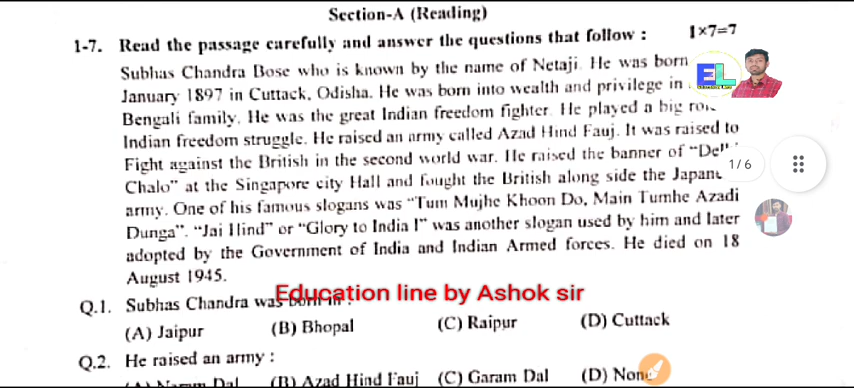 Section-A (Reading)
1-7. Read the passage carefully and answer the questions that follow : 1×7=7
Subhas Chandra Bose who is known by the name of Netaji. He was born
January 1897 in Cuttack, Odisha. He was born into wealth and privilege in
Bengali family. He was the great Indian freedom fighter. He played a big
Indian freedom struggle. He raised an army called Azad Hind Fauj. It was raised to
Fight against the British in the second world war. He raised the banner of
Chalo" at the Singapore city Hall and fought the British along side the
army. One of his famous slogans was "Tum Mujhe Khoon Do, Main Tumhe Azadi
Dunga". "Jai Hind" or "Glory to India !" was another slogan used by him and later
adopted by the Government of India and Indian Armed forces. He died on 18
August 1945.
Q.1. Subhas Chandra was born in :
(A) Jaipur (B) Bhopal (C) Raipur (D) Cuttack
Q.2. He raised an army :
(B) Azad Hind Fauj (C) Garam Dal (D)
EL
1/6
Education line by Ashok sir